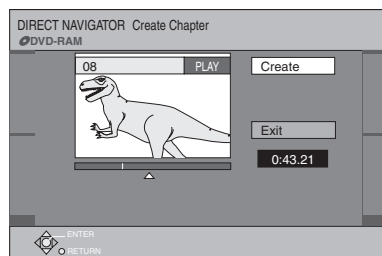 DIRECT NAVIGATOR Create Chapter
DVD-RAM
08 PLAY
Create
Exit
0:43.21
ENTER
RETURN